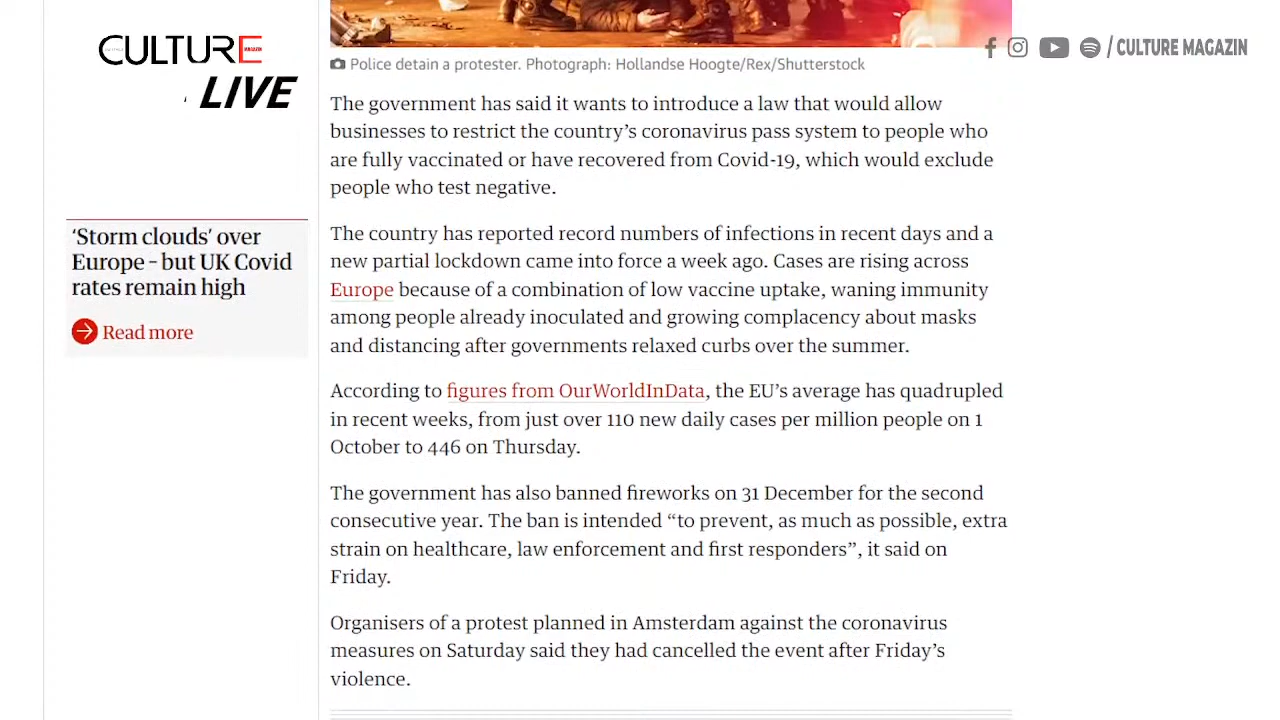 CULTURE
MAGAZIN
LIVE
/ CULTURE MAGAZIN
Police detain a protester. Photograph: Hollandse Hoogte/Rex/Shutterstock
The government has said it wants to introduce a law that would allow
businesses to restrict the country’s coronavirus pass system to people who
are fully vaccinated or have recovered from Covid-19, which would exclude
people who test negative.
‘Storm clouds’ over
Europe – but UK Covid
rates remain high
Read more
The country has reported record numbers of infections in recent days and a
new partial lockdown came into force a week ago. Cases are rising across
Europe because of a combination of low vaccine uptake, waning immunity
among people already inoculated and growing complacency about masks
and distancing after governments relaxed curbs over the summer.
According to figures from OurWorldInData, the EU’s average has quadrupled
in recent weeks, from just over 110 new daily cases per million people on 1
October to 446 on Thursday.
The government has also banned fireworks on 31 December for the second
consecutive year. The ban is intended “to prevent, as much as possible, extra
strain on healthcare, law enforcement and first responders”, it said on
Friday.
Organisers of a protest planned in Amsterdam against the coronavirus
measures on Saturday said they had cancelled the event after Friday’s
violence.